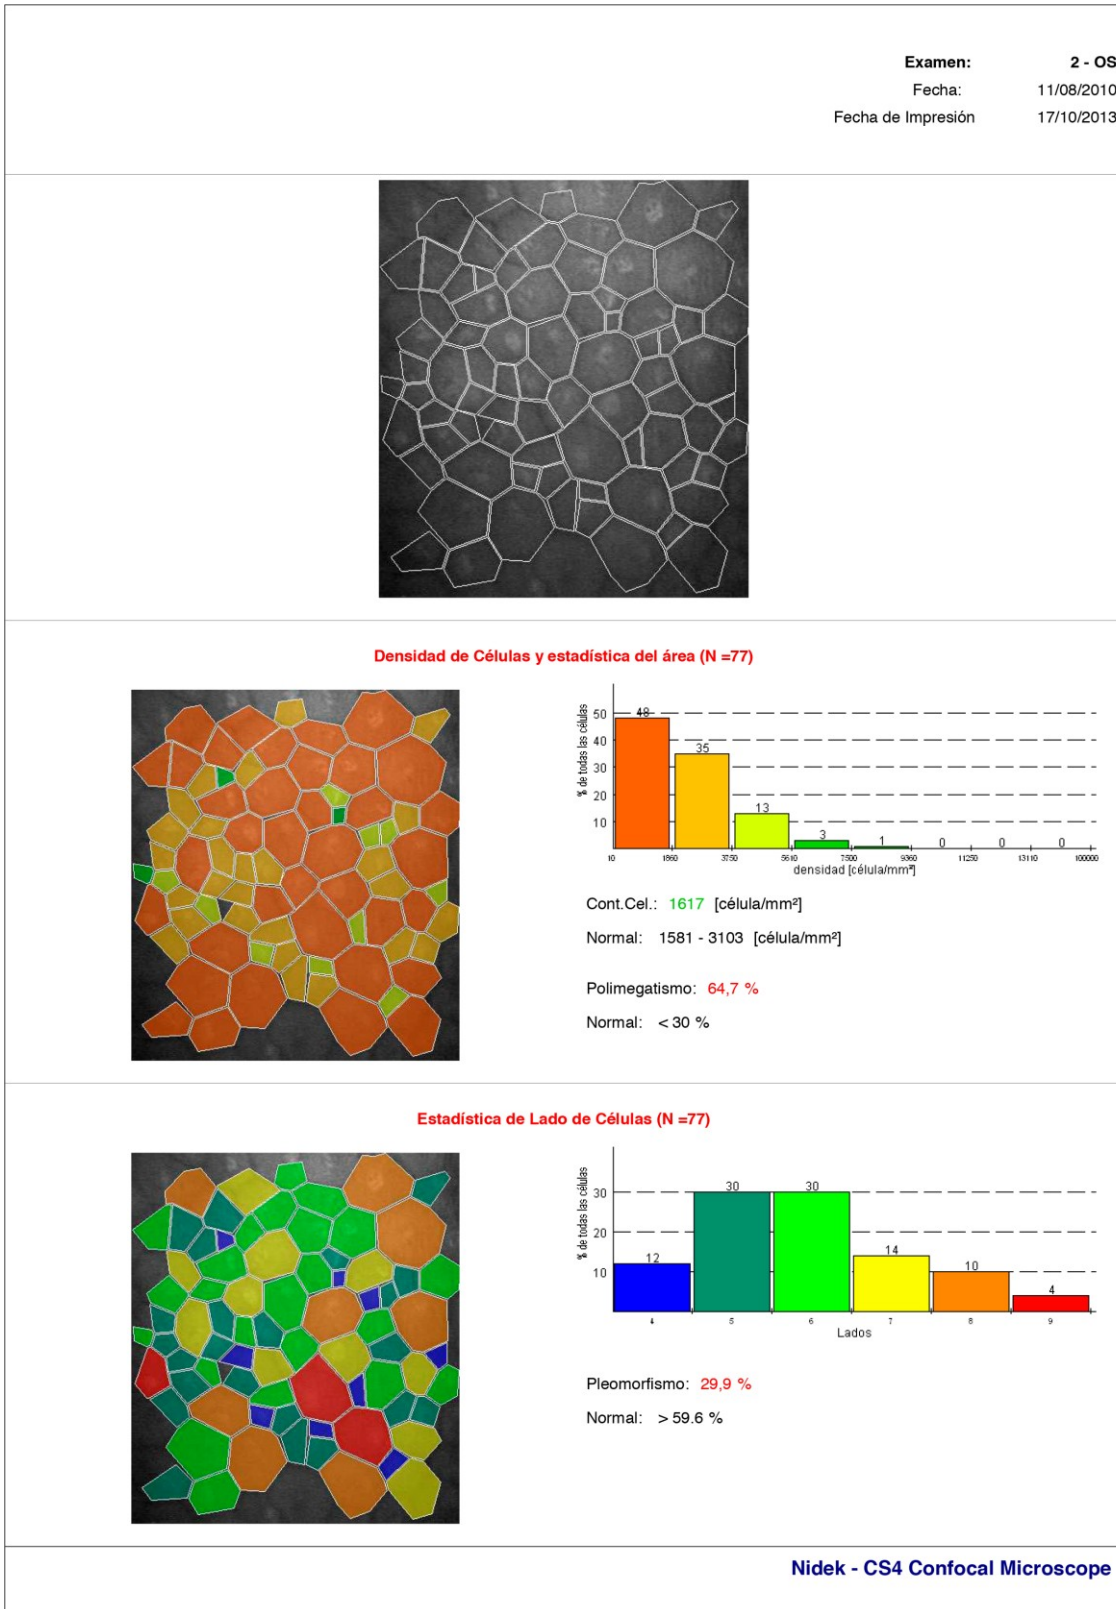 Examen: 2 - OS
Fecha: 11/08/2010
Fecha de Impresión 17/10/2013
Densidad de Células y estadística del área (N =77)
% de todas las células
50
40
30
20
10
48
35
13
3
1
0
0
0
10 1860 3750 5610 7500 9360 11250 13110 100000
densidad [célula/mm²]
Cont.Cel.: 1617 [célula/mm²]
Normal: 1581 - 3103 [célula/mm²]
Polimegatismo: 64,7 %
Normal: < 30 %
Estadística de Lado de Células (N =77)
% de todas las células
30
20
10
12
30
30
14
10
4
4 5 6 7 8 9
Lados
Pleomorfismo: 29,9 %
Normal: > 59.6 %
Nidek - CS4 Confocal Microscope